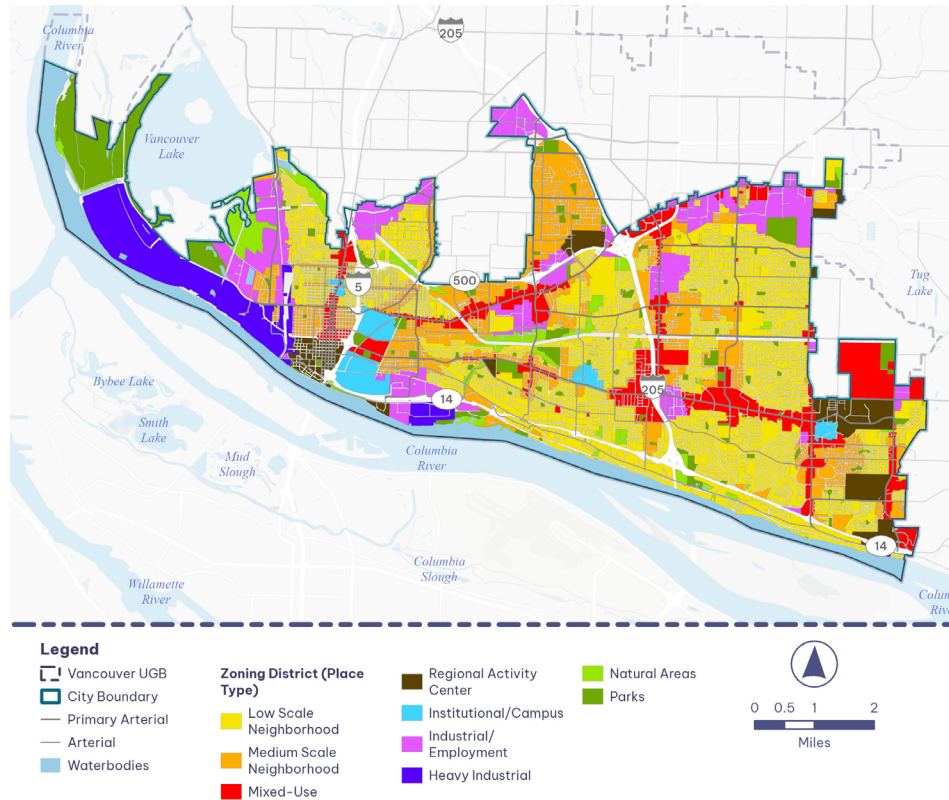 Columbia
River
205
Vancouver
Lake
500
5
Tug
Lake
205
Bybee Lake
14
Smith
Lake
Columbia
River
Mud
Slough
14
Columbia
Slough
Willamette
River
Colum
Rive
Legend
Vancouver UGB
City Boundary
Primary Arterial
Arterial
Waterbodies
Zoning District (Place
Type)
Low Scale
Neighborhood
Medium Scale
Neighborhood
Mixed-Use
Regional Activity
Center
Institutional/Campus
Industrial/
Employment
Heavy Industrial
Natural Areas
Parks
0 0.5 1 2
Miles